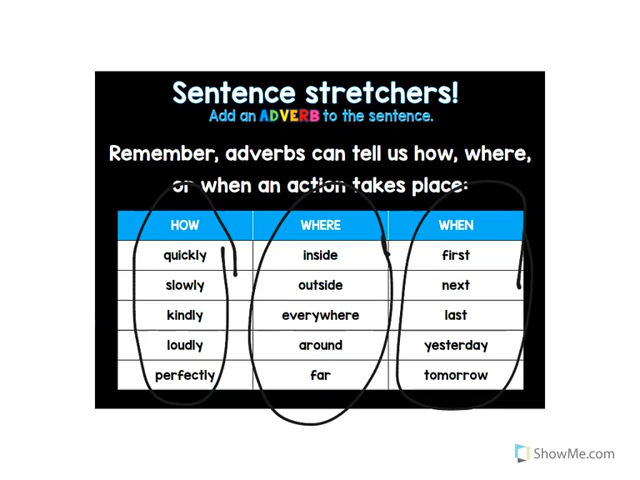 Sentence stretchers!
Add an ADVERB to the sentence.
Remember, adverbs can tell us how, where,
or when an action takes place:
HOW WHERE WHEN
quickly inside first
slowly outside next
kindly everywhere last
loudly around yesterday
perfectly far tomorrow
ShowMe.com